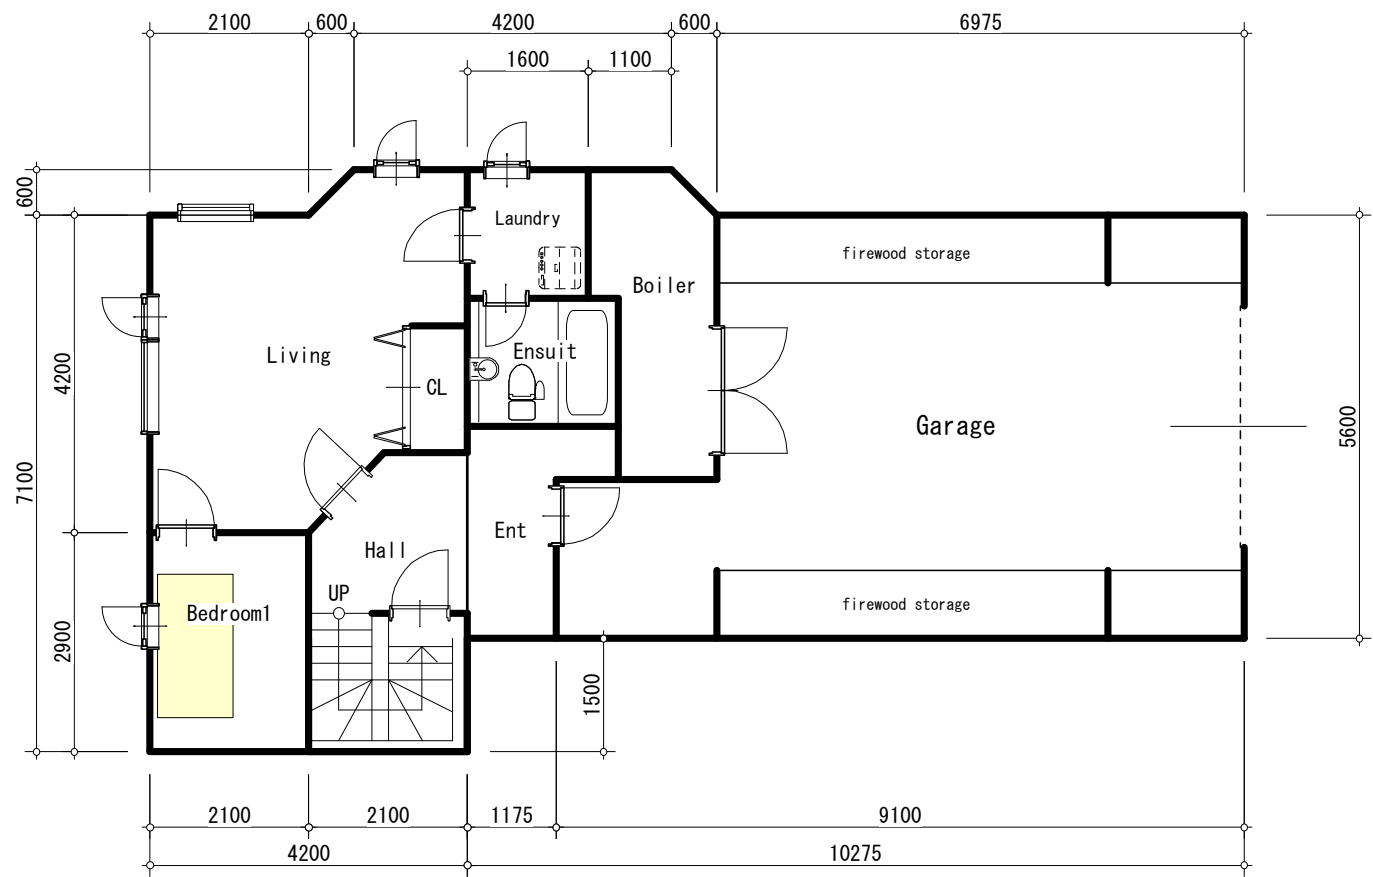 2100
600
4200
600
6975
1600
1100
600
Laundry
firewood storage
Boiler
Living
Ensuit
4200
CL
Garage
5600
7100
Ent
Hall
UP
Bedroom1
firewood storage
2900
1500
2100
2100
1175
9100
4200
10275